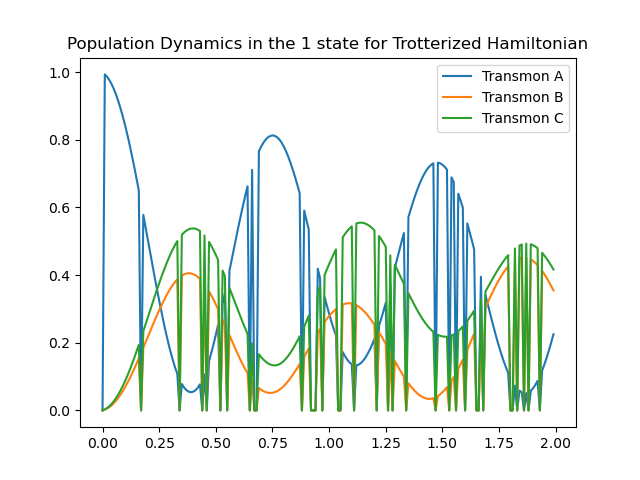 Population Dynamics in the 1 state for Trotterized Hamiltonian
1.0
0.8
0.6
0.4
0.2
0.0
Transmon A
Transmon B
Transmon C
0.00 0.25 0.50 0.75 1.00 1.25 1.50 1.75 2.00